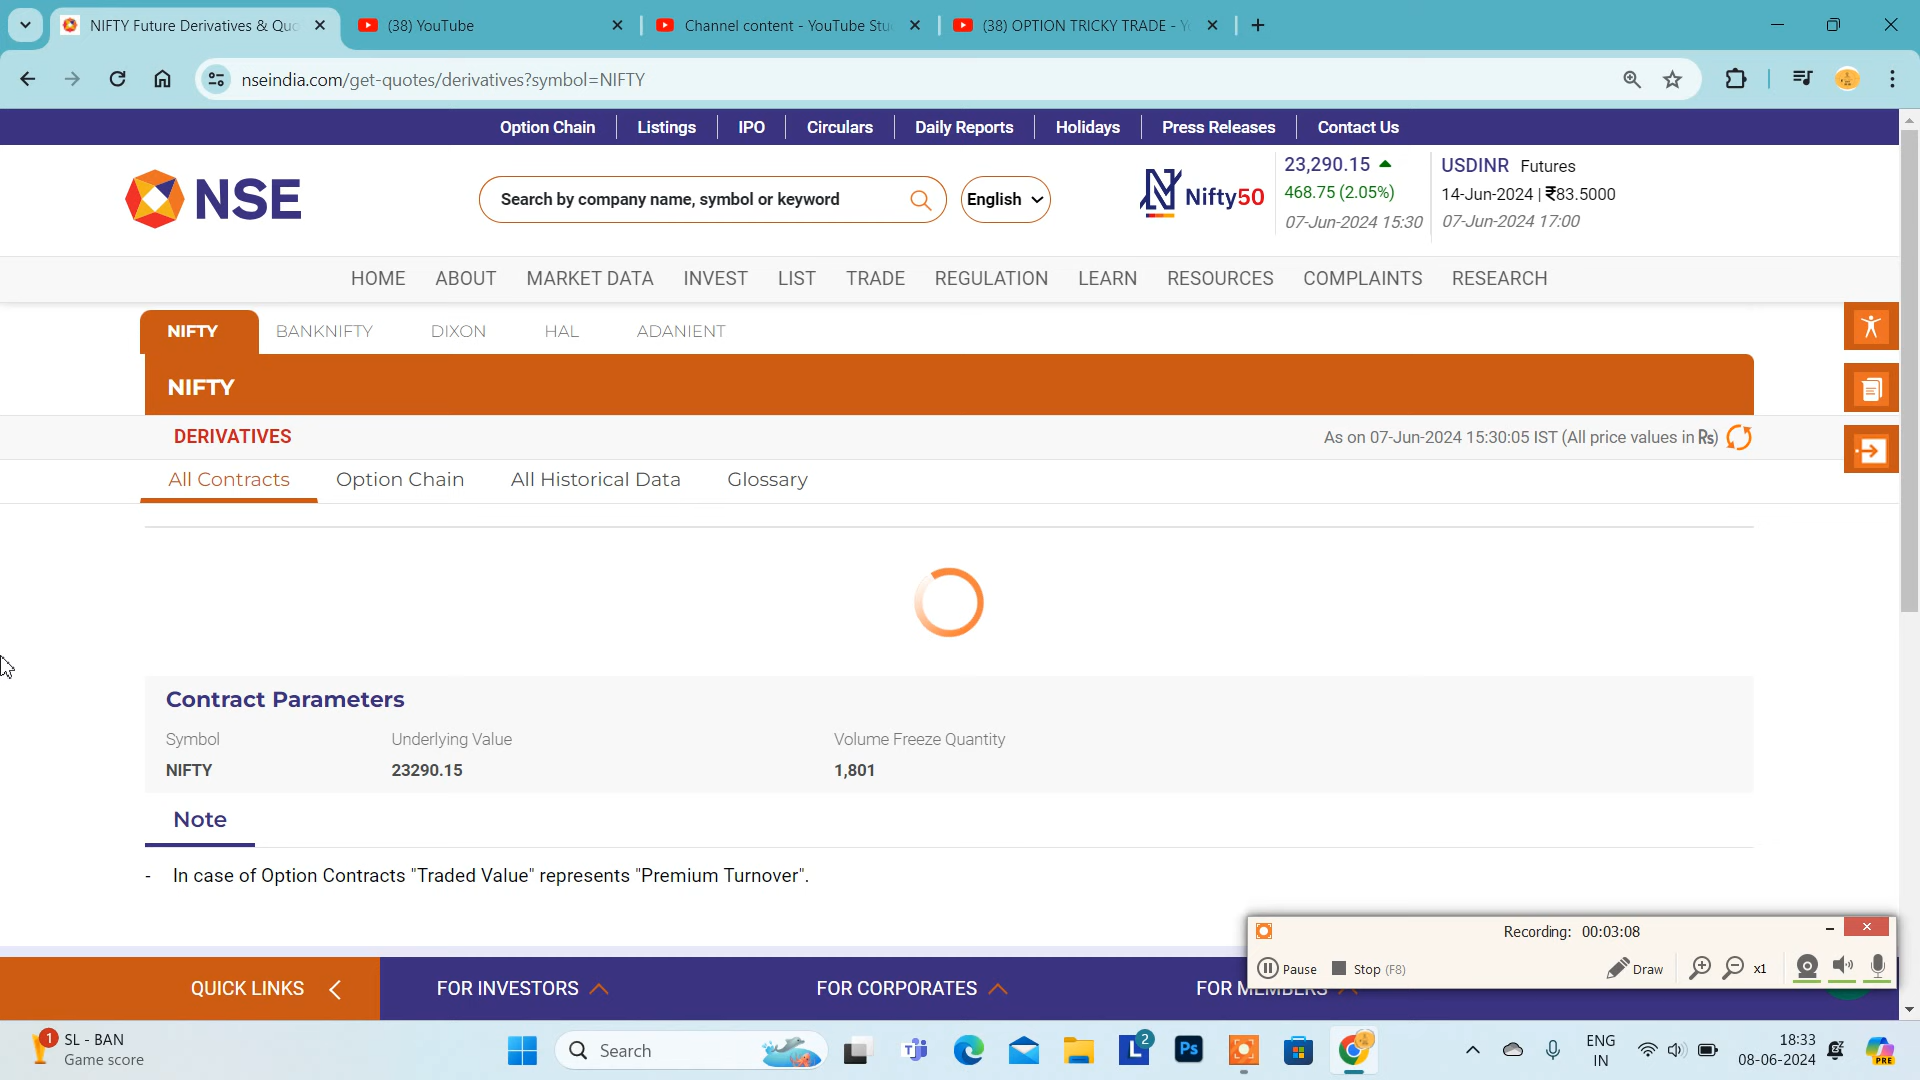 NIFTY Future Derivatives & Quo
(38) YouTube
Channel content - YouTube Stu
(38) OPTION TRICKY TRADE - Y
nseindia.com/get-quotes/derivatives?symbol=NIFTY
Option Chain Listings IPO Circulars Daily Reports Holidays Press Releases Contact Us
NSE
Search by company name, symbol or keyword
English
Nifty50
23,290.15
468.75 (2.05%)
07-Jun-2024 15:30
USDINR Futures
14-Jun-2024 | ₹83.5000
07-Jun-2024 17:00
HOME ABOUT MARKET DATA INVEST LIST TRADE REGULATION LEARN RESOURCES COMPLAINTS RESEARCH
NIFTY BANKNIFTY DIXON HAL ADANIENT
NIFTY
DERIVATIVES
As on 07-Jun-2024 15:30:05 IST (All price values in Rs)
All Contracts Option Chain All Historical Data Glossary
Contract Parameters
Symbol Underlying Value Volume Freeze Quantity
NIFTY 23290.15 1,801
Note
- In case of Option Contracts "Traded Value" represents "Premium Turnover".
Recording: 00:03:08
Pause Stop (F8) Draw x1
QUICK LINKS FOR INVESTORS FOR CORPORATES FOR MEMBERS
1 SL - BAN
Game score
Search
L 2
Ps
ENG
IN
18:33
08-06-2024
PRE